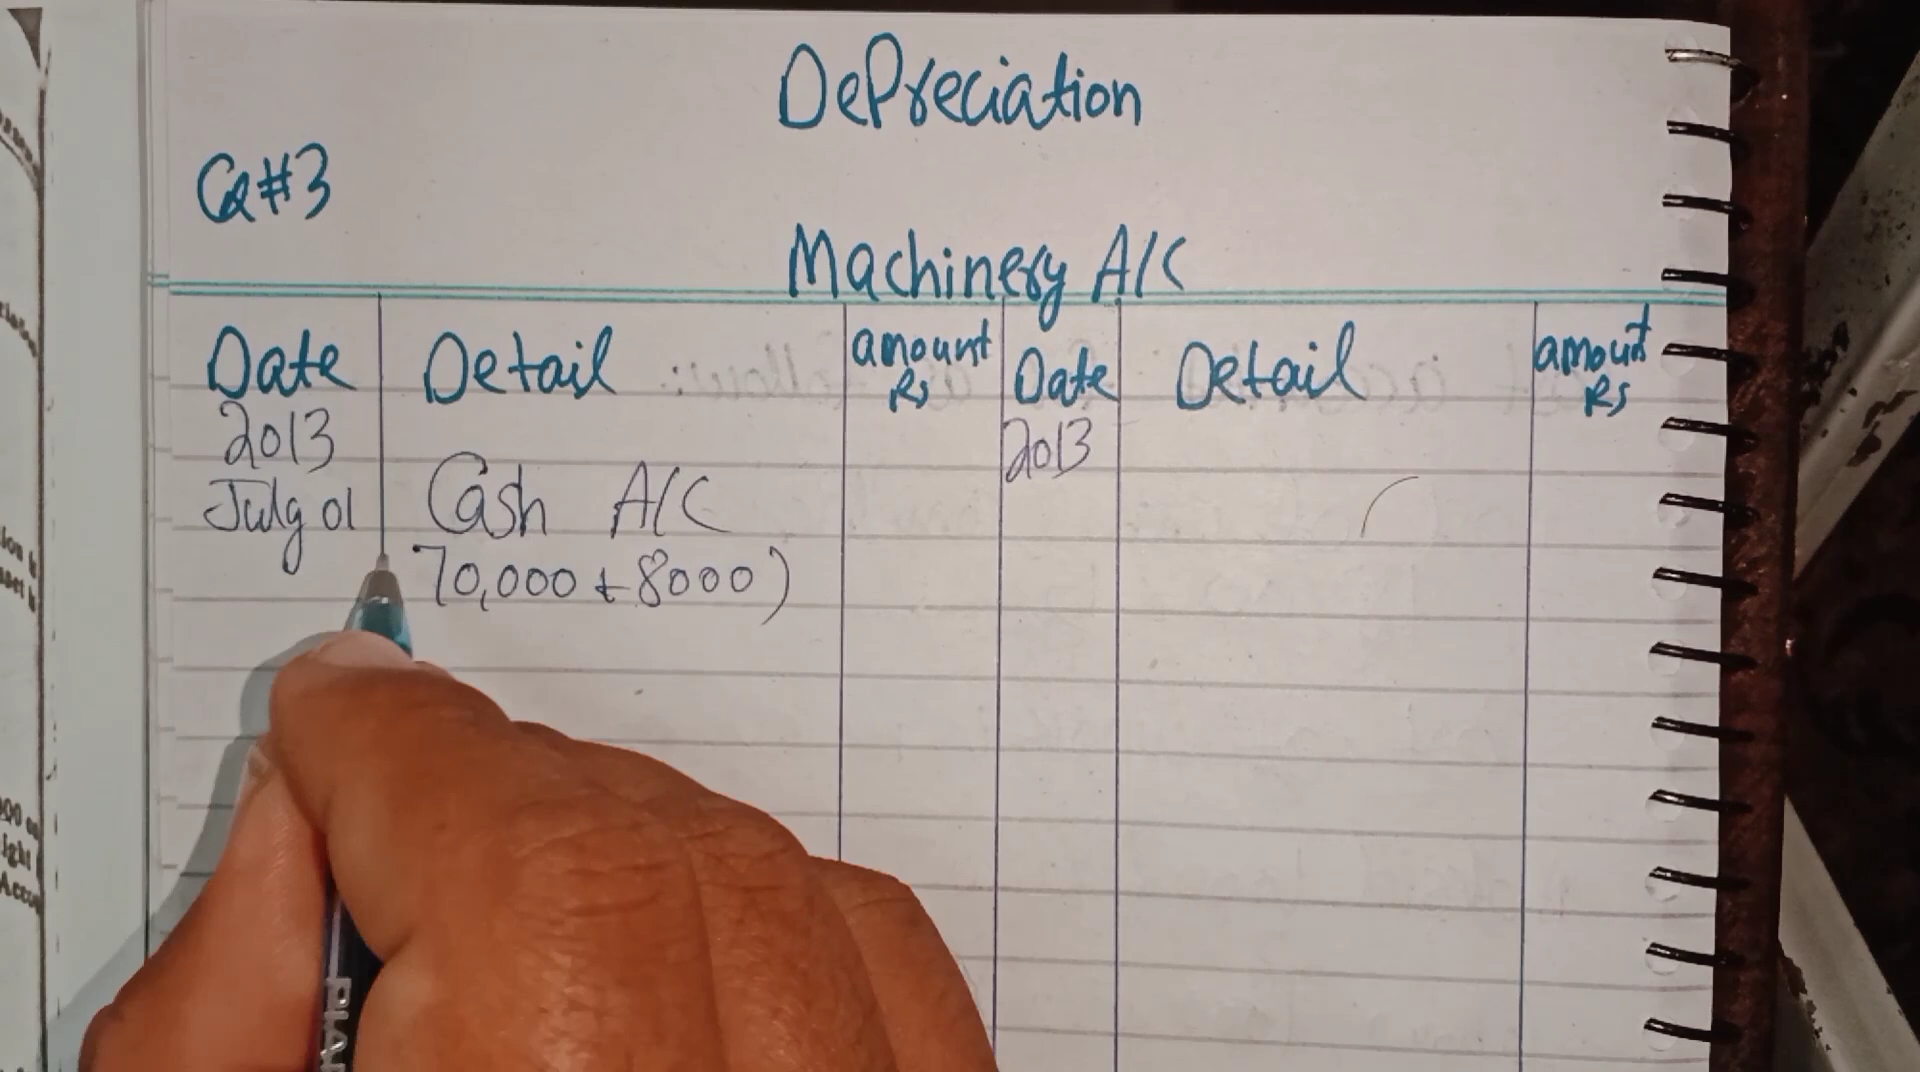 DePreciation
Q#3
Machinery A/C
Date Detail amount Rs Date Detail amount Rs
2013 2013
July 01 Cash A/C
70,000 + 8000)